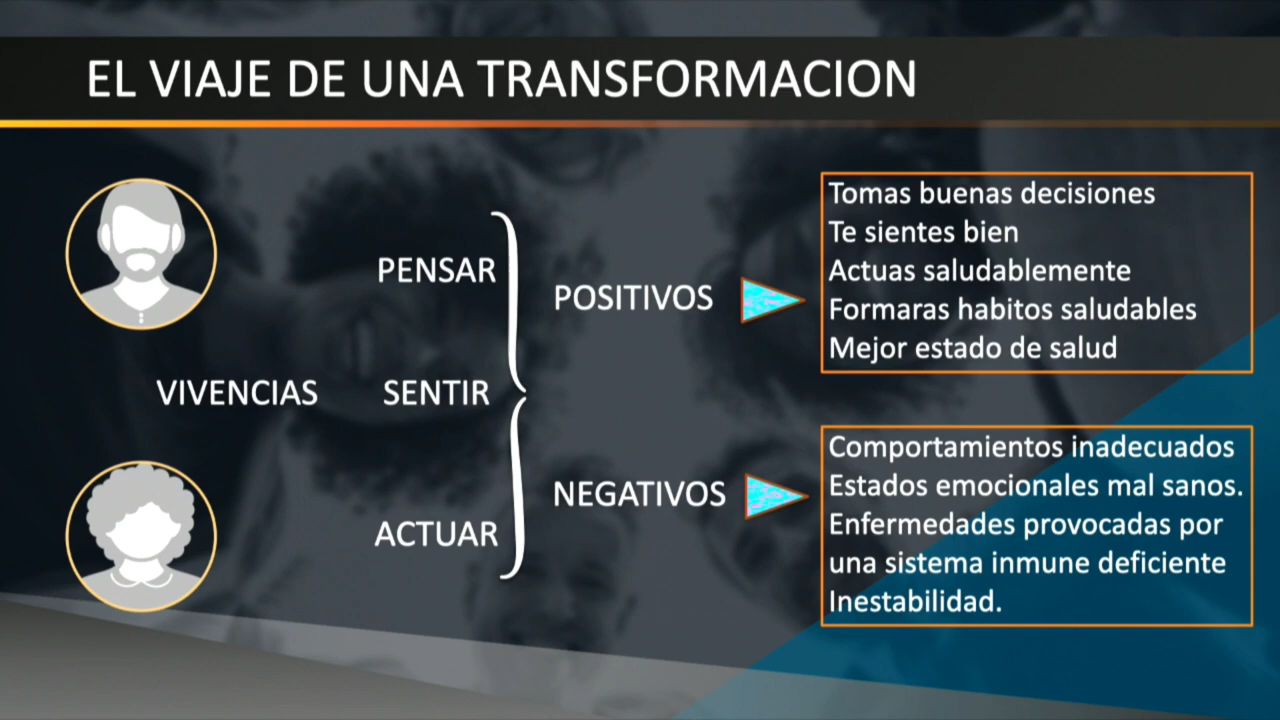 EL VIAJE DE UNA TRANSFORMACION
VIVENCIAS
PENSAR
SENTIR
ACTUAR
POSITIVOS
Tomas buenas decisiones
Te sientes bien
Actuas saludablemente
Formaras habitos saludables
Mejor estado de salud
NEGATIVOS
Comportamientos inadecuados
Estados emocionales mal sanos.
Enfermedades provocadas por
una sistema inmune deficiente
Inestabilidad.